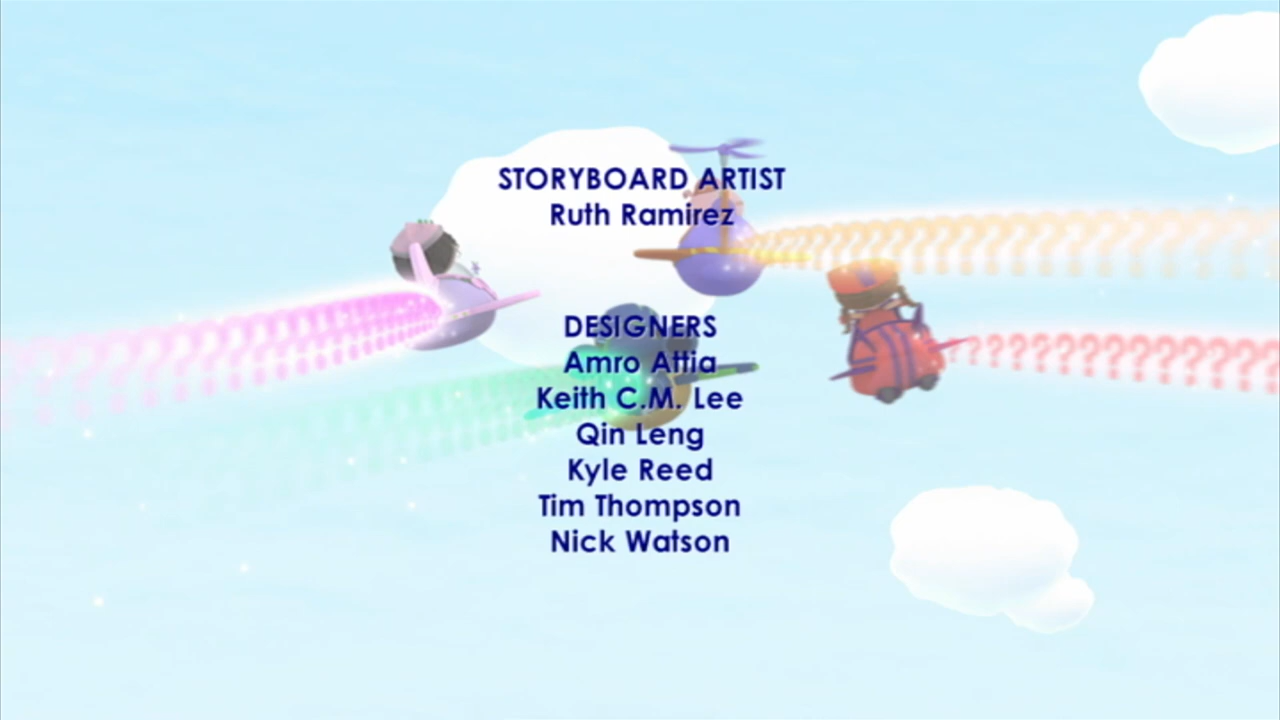 STORYBOARD ARTIST
Ruth Ramirez
DESIGNERS
Amro Attia
Keith C.M. Lee
Qin Leng
Kyle Reed
Tim Thompson
Nick Watson